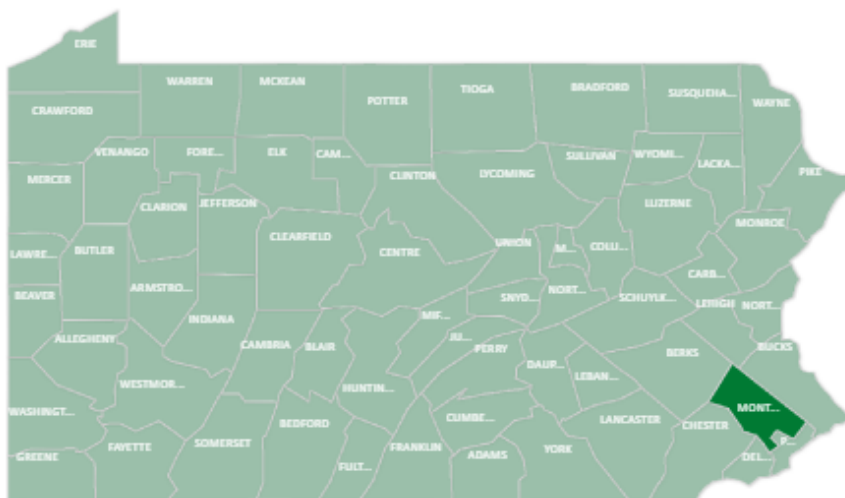 ERIE
WARREN
MCKEAN
POTTER
TIOGA
BRADFORD
SUSQUEHA...
WAYNE
CRAWFORD
VENANGO
FORE...
ELK
CAM...
CLINTON
LYCOMING
SULLIVAN
WYOMI...
LACKA...
PIKE
MERCER
CLARION
JEFFERSON
LUZERNE
MONROE
LAWRE...
BUTLER
CLEARFIELD
CENTRE
UNION
M...
COLU...
CARB...
BEAVER
ARMSTRO...
INDIANA
MIF...
SNYD...
NORT...
SCHUYLK...
LEHIGH
NORT...
ALLEGHENY
CAMBRIA
BLAIR
JU...
PERRY
BERKS
BUCKS
WESTMOR...
HUNTIN...
DAUP...
LEBAN...
MONT...
WASHINGT...
BEDFORD
CUMBE...
LANCASTER
CHESTER
P...
GREENE
FAYETTE
SOMERSET
FULT...
FRANKLIN
ADAMS
YORK
DEL...